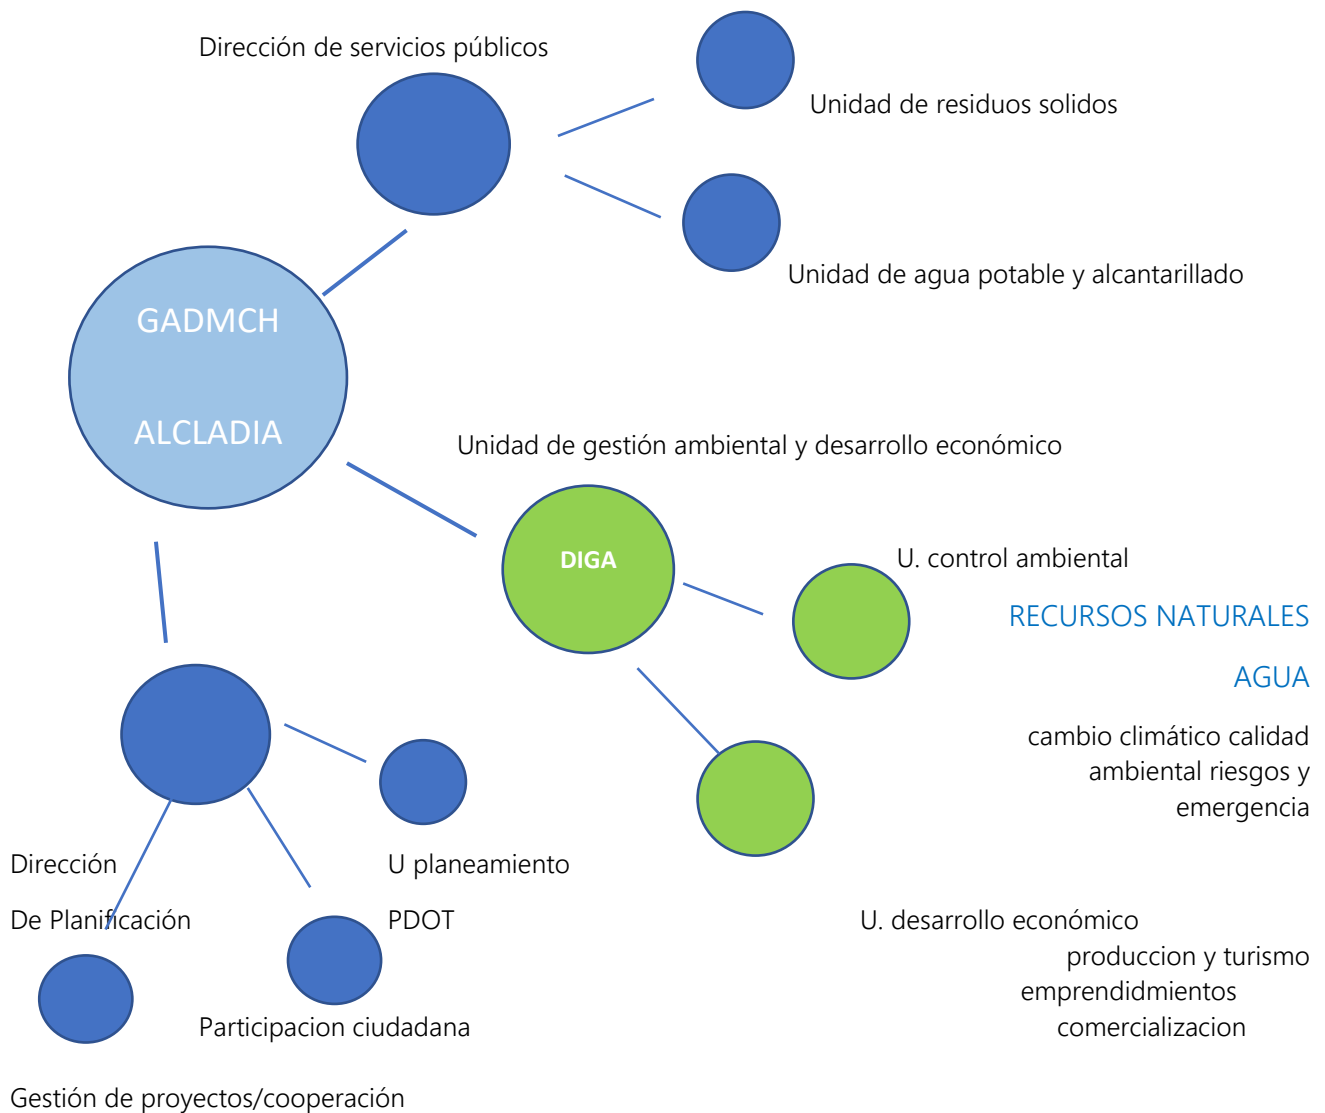 Dirección de servicios públicos
Unidad de residuos solidos
Unidad de agua potable y alcantarillado
GADMCH
ALCLADIA
Unidad de gestión ambiental y desarrollo económico
DIGA
U. control ambiental
RECURSOS NATURALES
AGUA
cambio climático calidad
ambiental riesgos y
emergencia
Dirección
De Planificación
U planeamiento
PDOT
U. desarrollo económico
produccion y turismo
emprendidmientos
comercializacion
Participacion ciudadana
Gestión de proyectos/cooperación